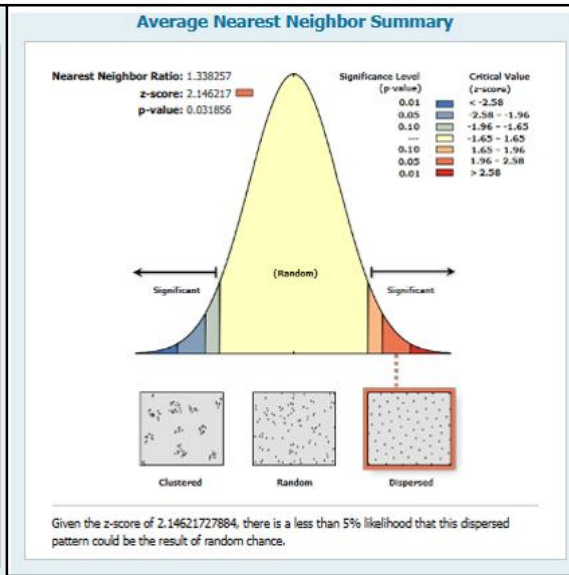 Average Nearest Neighbor Summary
Nearest Neighbor Ratio: 1.338257
z-score: 2.146217
p-value: 0.031856
Significance Level Critical Value
(p-value) (z-score)
0.01 < -2.58
0.05 -2.58 – -1.96
0.10 -1.96 – -1.65
--- -1.65 – 1.65
0.10 1.65 – 1.96
0.05 1.96 – 2.58
0.01 > 2.58
(Random)
Significant Significant
Clustered Random Dispersed
Given the z-score of 2.14621727884, there is a less than 5% likelihood that this dispersed
pattern could be the result of random chance.